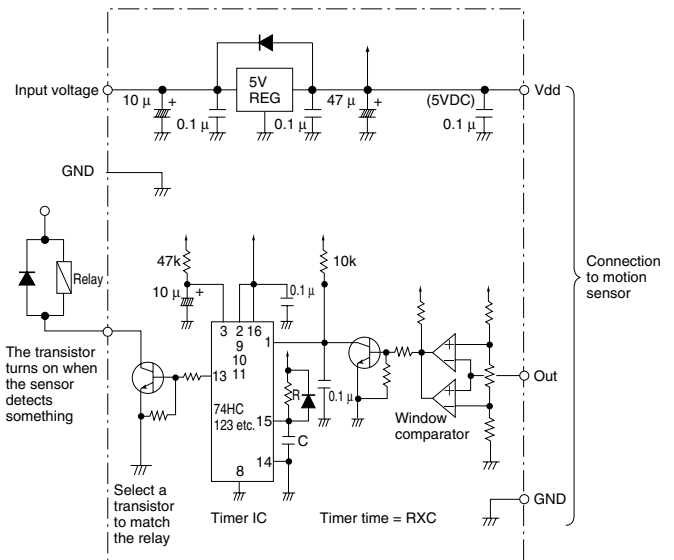 Input voltage
10 μ
+
0.1 μ
5V
REG
0.1 μ
47 μ
+
(5VDC)
0.1 μ
Vdd
GND
Relay
47k
10 μ
+
0.1 μ
10k
3 2 16
9
10
11
1
13
74HC
123 etc.
15
14
8
R
C
0.1 μ
+
−
+
−
Window
comparator
Out
GND
Connection
to motion
sensor
The transistor
turns on when
the sensor
detects
something
Select a
transistor
to match
the relay
Timer IC
Timer time = RXC